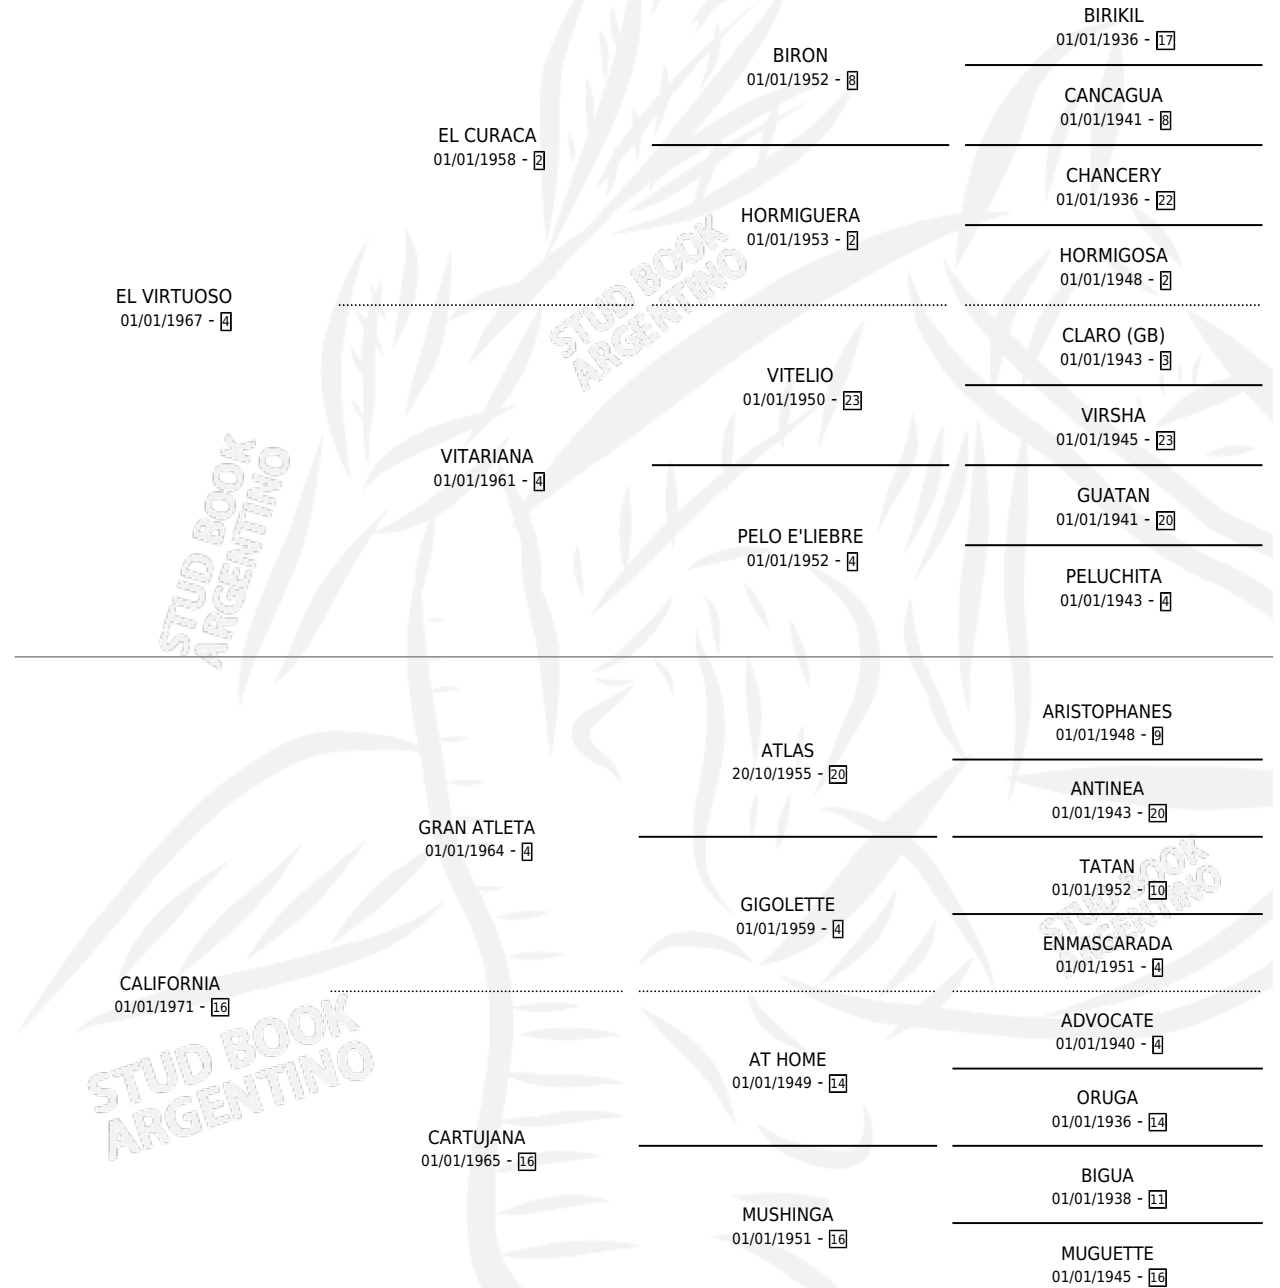 BIRIKIL
01/01/1936 - 17
BIRON
01/01/1952 - 8
CANCAGUA
01/01/1941 - 8
EL CURACA
01/01/1958 - 2
CHANCERY
01/01/1936 - 22
HORMIGUERA
01/01/1953 - 2
HORMIGOSA
01/01/1948 - 2
EL VIRTUOSO
01/01/1967 - 4
STUD BOOK
ARGENTINO
CLARO (GB)
01/01/1943 - 3
VITELIO
01/01/1950 - 23
VIRSHA
01/01/1945 - 23
VITARIANA
01/01/1961 - 4
GUATAN
01/01/1941 - 20
PELO E'LIEBRE
01/01/1952 - 4
PELUCHITA
01/01/1943 - 4
STUD BOOK
ARGENTINO
ARISTOPHANES
01/01/1948 - 9
ATLAS
20/10/1955 - 20
ANTINEA
01/01/1943 - 20
GRAN ATLETA
01/01/1964 - 4
TATAN
01/01/1952 - 10
GIGOLETTE
01/01/1959 - 4
STUD BOOK
ARGENTINO
ENMASCARADA
01/01/1951 - 4
CALIFORNIA
01/01/1971 - 16
ADVOCATE
01/01/1940 - 4
AT HOME
01/01/1949 - 14
STUD BOOK
ARGENTINO
ORUGA
01/01/1936 - 14
CARTUJANA
01/01/1965 - 16
BIGUA
01/01/1938 - 11
MUSHINGA
01/01/1951 - 16
MUGUETTE
01/01/1945 - 16